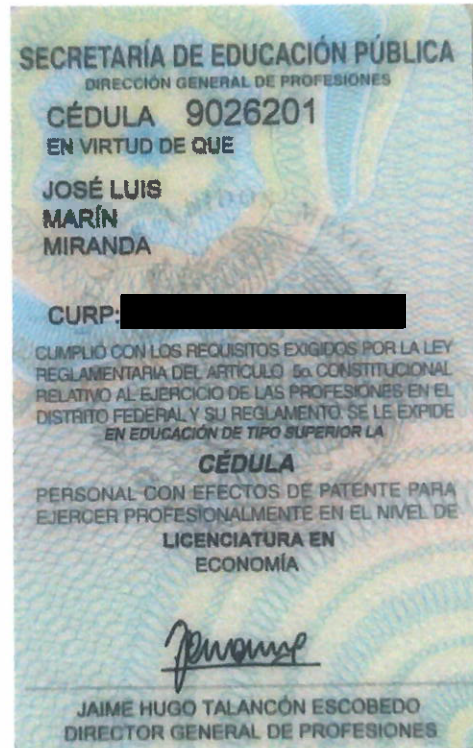 SECRETARÍA DE EDUCACIÓN PÚBLICA
DIRECCIÓN GENERAL DE PROFESIONES
CÉDULA 9026201
EN VIRTUD DE QUE
JOSÉ LUIS
MARÍN
MIRANDA
CURP:
CUMPLIO CON LOS REQUISITOS EXIGIDOS POR LA LEY
REGLAMENTARIA DEL ARTÍCULO 5o. CONSTITUCIONAL
RELATIVO AL EJERCICIO DE LAS PROFESIONES EN EL
DISTRITO FEDERAL Y SU REGLAMENTO, SE LE EXPIDE
EN EDUCACIÓN DE TIPO SUPERIOR LA
CÉDULA
PERSONAL CON EFECTOS DE PATENTE PARA
EJERCER PROFESIONALMENTE EN EL NIVEL DE
LICENCIATURA EN
ECONOMÍA
JAIME HUGO TALANCÓN ESCOBEDO
DIRECTOR GENERAL DE PROFESIONES